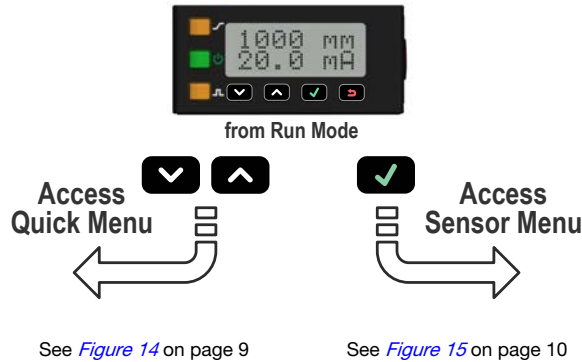 1000 mm
20.0 mA
from Run Mode
Access
Quick Menu
Access
Sensor Menu
See Figure 14 on page 9
See Figure 15 on page 10